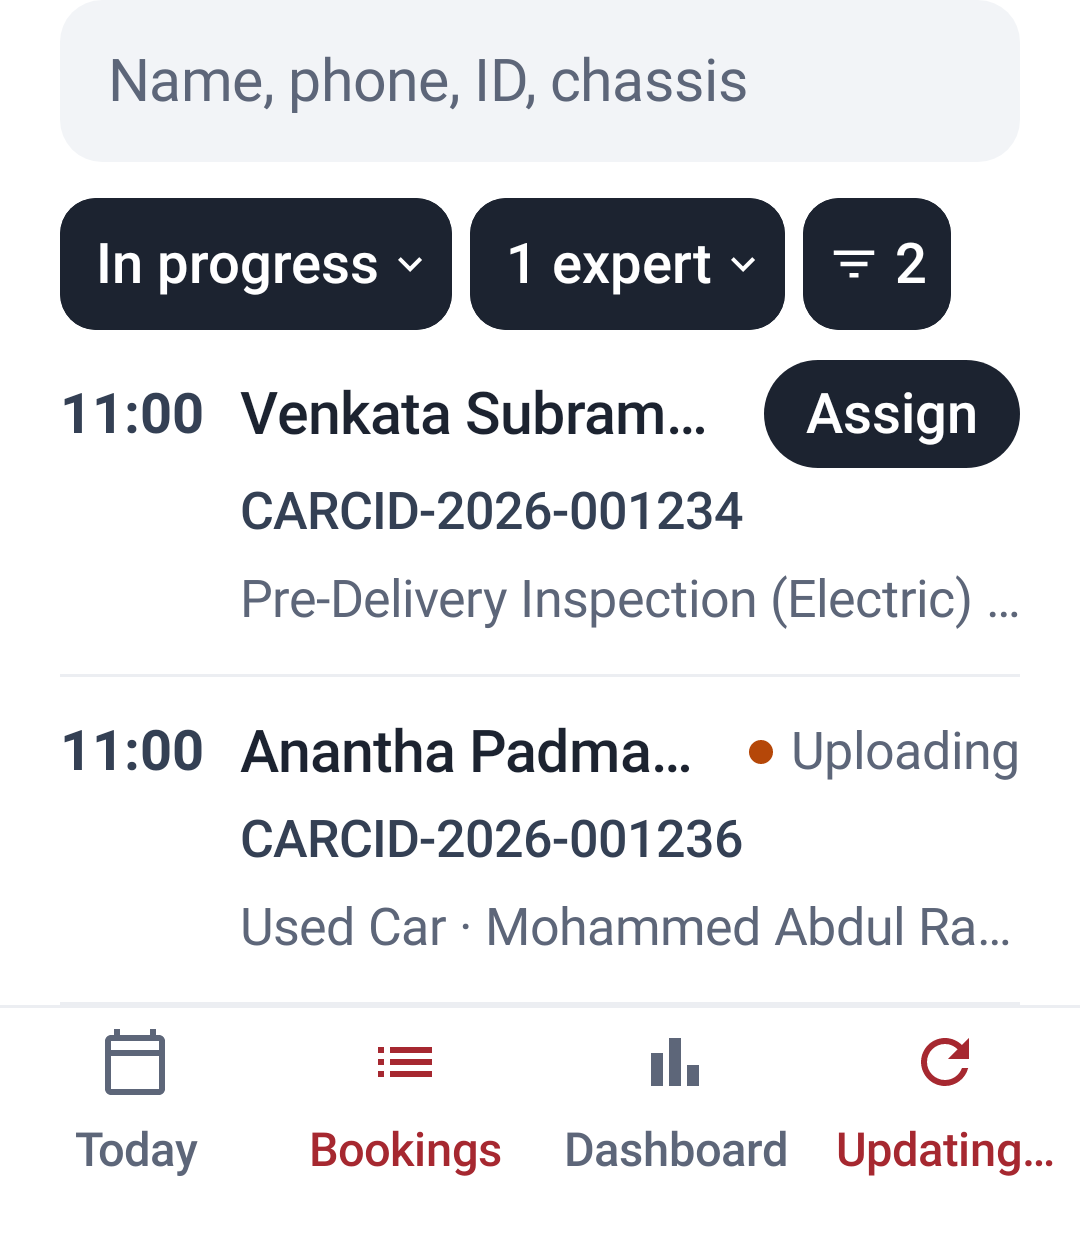 Name, phone, ID, chassis
In progress
1 expert
2
11:00 Venkata Subram... Assign
CARCID-2026-001234
Pre-Delivery Inspection (Electric) ...
11:00 Anantha Padma... Uploading
CARCID-2026-001236
Used Car · Mohammed Abdul Ra...
Today
Bookings
Dashboard
Updating...